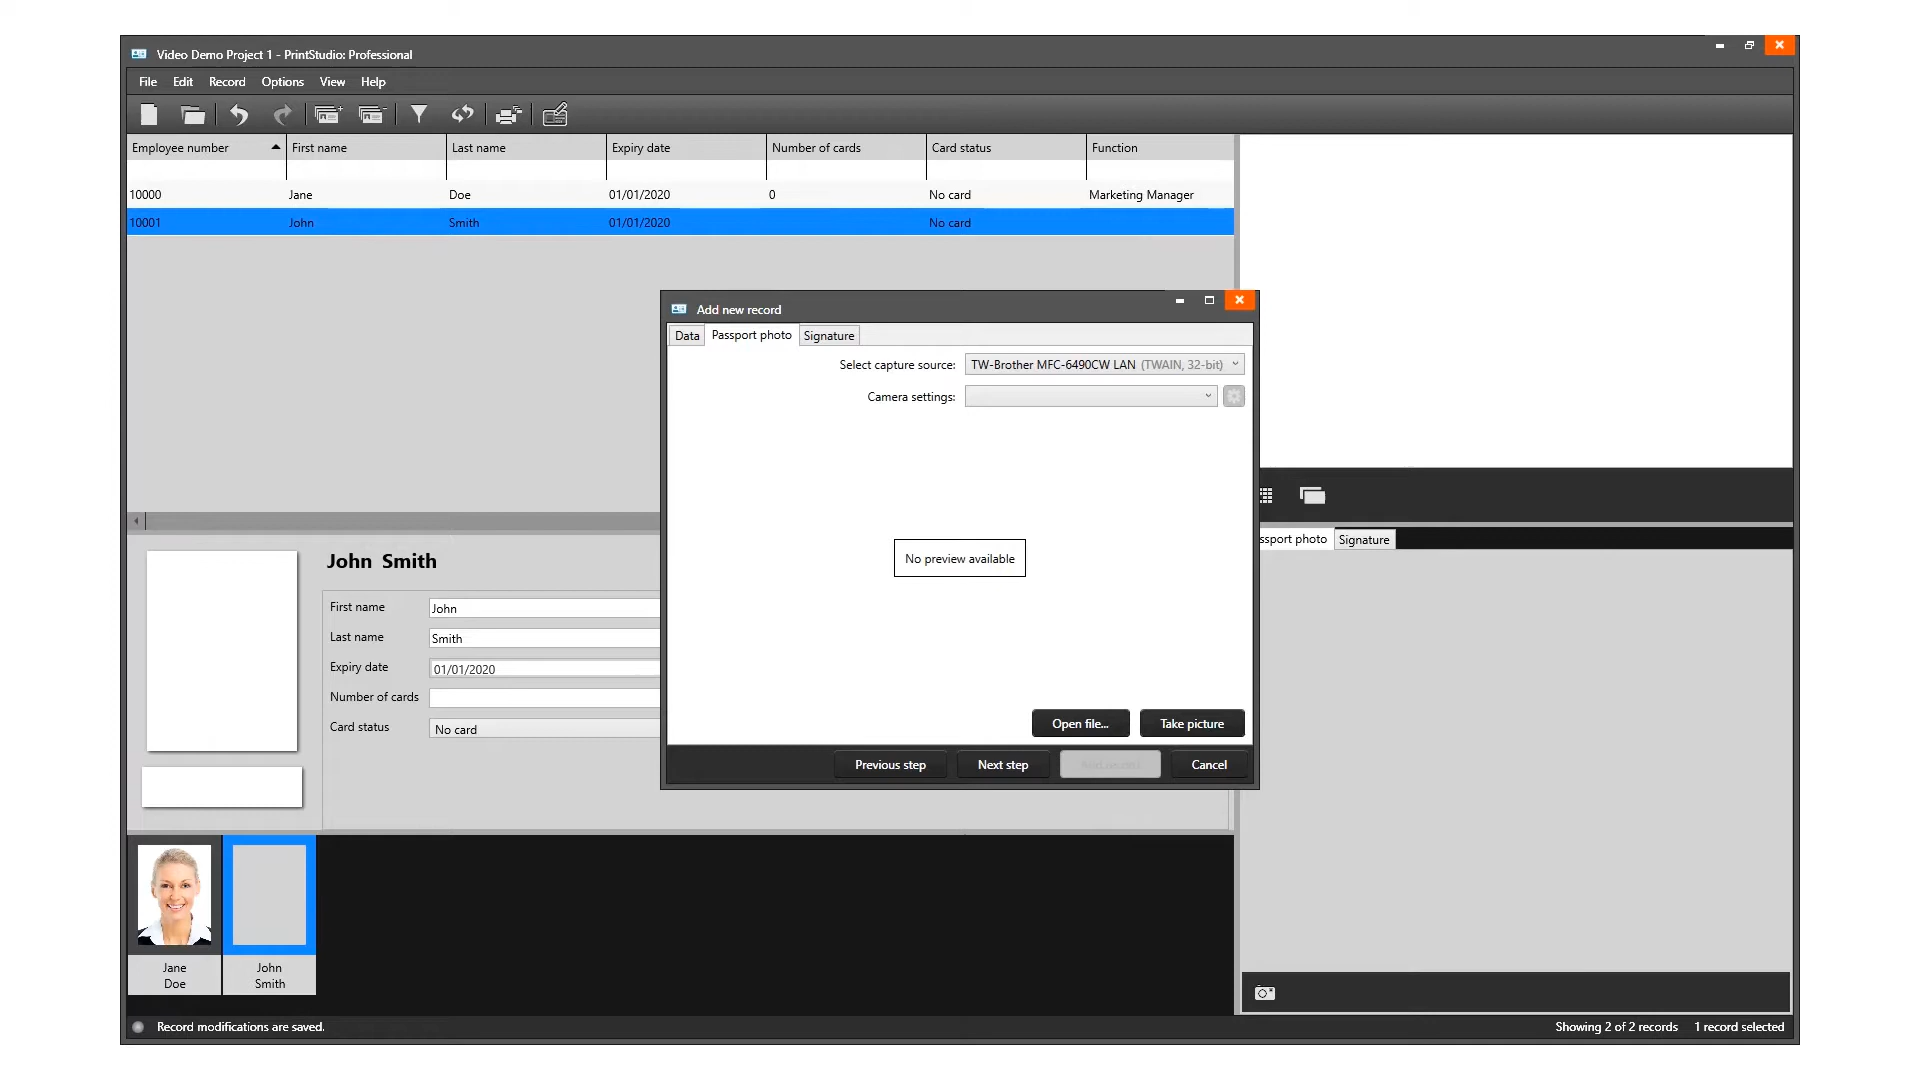 Video Demo Project 1 - PrintStudio: Professional
File Edit Record Options View Help
Employee number First name Last name Expiry date Number of cards Card status Function
10000 Jane Doe 01/01/2020 0 No card Marketing Manager
10001 John Smith 01/01/2020 No card
Add new record
Data Passport photo Signature
Select capture source: TW-Brother MFC-6490CW LAN (TWAIN, 32-bit)
Camera settings:
No preview available
Open file... Take picture
Previous step Next step Cancel
ssport photo Signature
John Smith
First name John
Last name Smith
Expiry date 01/01/2020
Number of cards
Card status No card
Jane
Doe
John
Smith
Record modifications are saved.
Showing 2 of 2 records 1 record selected